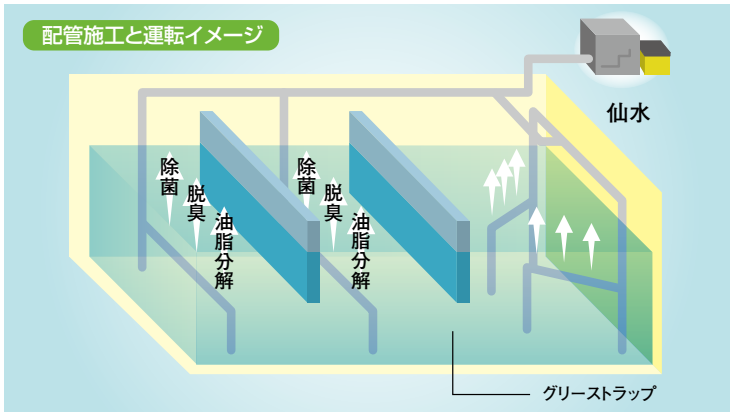 配管施工と運転イメージ
仙水
除菌
脱臭
油脂分解
除菌
脱臭
油脂分解
グリーストラップ